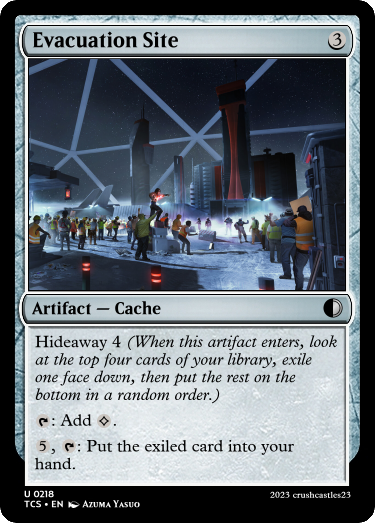 Evacuation Site 3
Artifact — Cache
Hideaway 4 (When this artifact enters, look
at the top four cards of your library, exile
one face down, then put the rest on the
bottom in a random order.)
: Add .
5, : Put the exiled card into your
hand.
U 0218
TCS • EN Azuma Yasuo
2023 crushcastles23